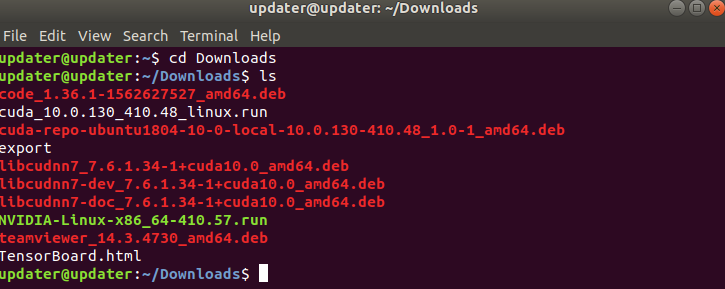 updater@updater: ~/Downloads
File Edit View Search Terminal Help
updater@updater:~$ cd Downloads
updater@updater:~/Downloads$ ls
code_1.36.1-1562627527_amd64.deb
cuda_10.0.130_410.48_linux.run
cuda-repo-ubuntu1804-10-0-local-10.0.130-410.48_1.0-1_amd64.deb
export
libcudnn7_7.6.1.34-1+cuda10.0_amd64.deb
libcudnn7-dev_7.6.1.34-1+cuda10.0_amd64.deb
libcudnn7-doc_7.6.1.34-1+cuda10.0_amd64.deb
NVIDIA-Linux-x86_64-410.57.run
teamviewer_14.3.4730_amd64.deb
TensorBoard.html
updater@updater:~/Downloads$